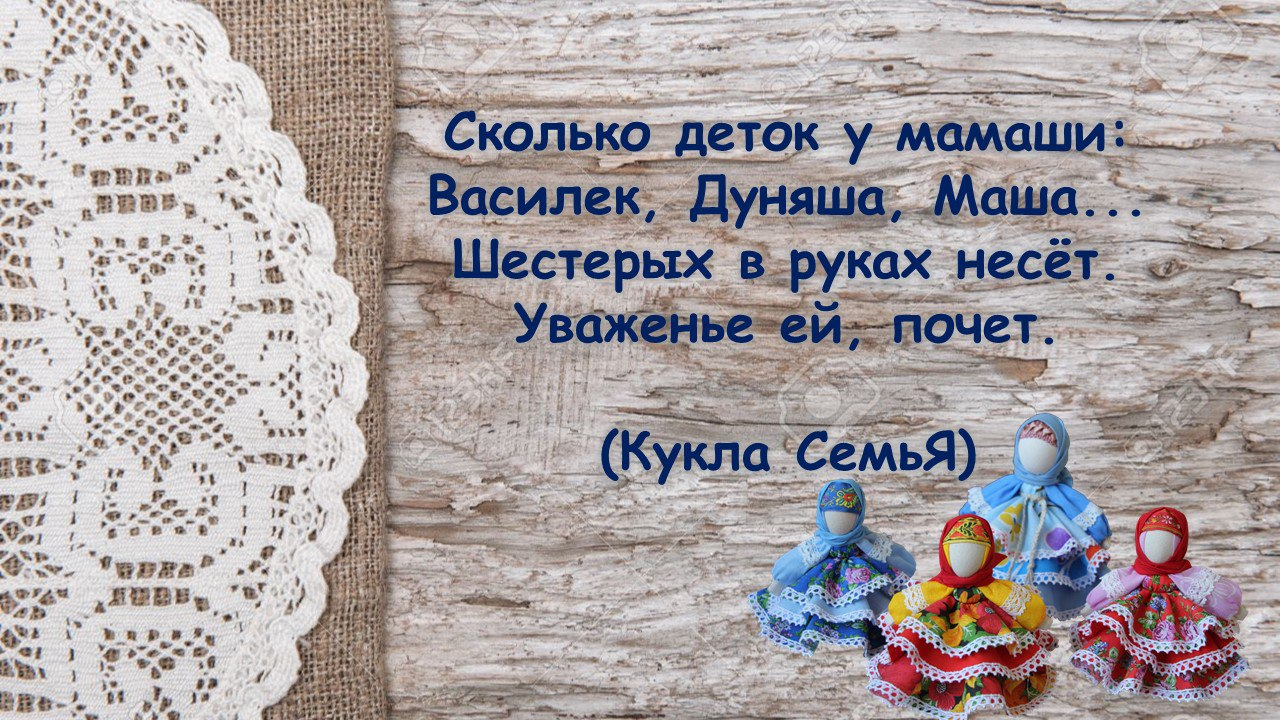 Сколько деток у мамаши:
Василек, Дуняша, Маша...
Шестерых в руках несёт.
Уваженье ей, почет.
(Кукла СемьЯ)